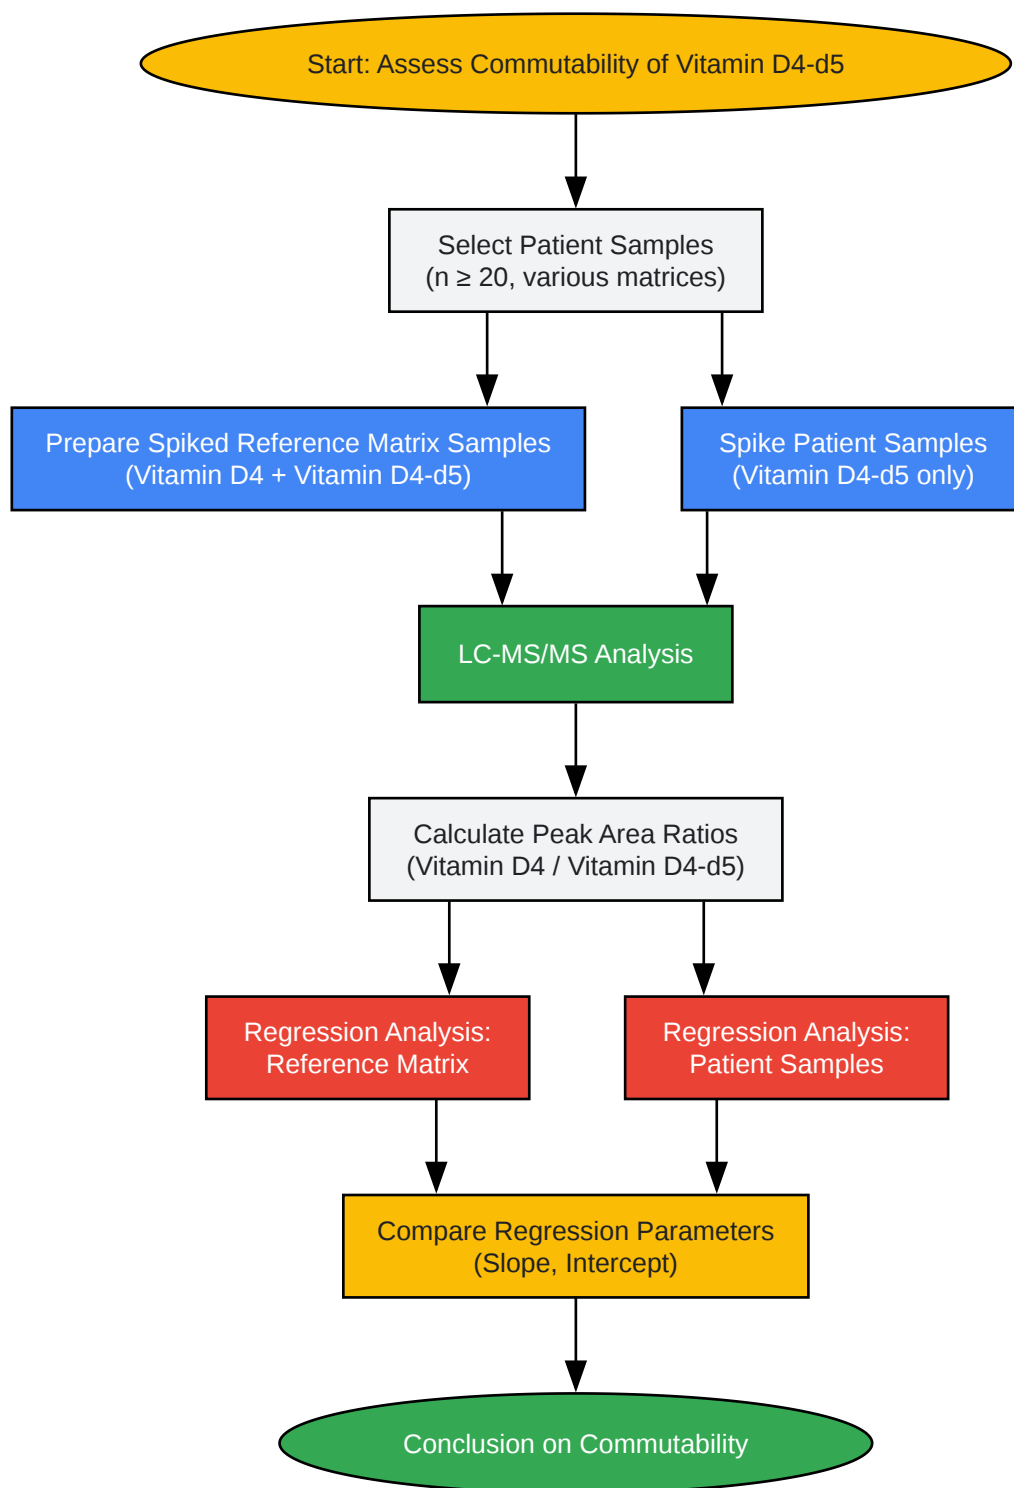 Start: Assess Commutability of Vitamin D4-d5
Select Patient Samples
(n ≥ 20, various matrices)
Prepare Spiked Reference Matrix Samples
(Vitamin D4 + Vitamin D4-d5)
Spike Patient Samples
(Vitamin D4-d5 only)
LC-MS/MS Analysis
Calculate Peak Area Ratios
(Vitamin D4 / Vitamin D4-d5)
Regression Analysis:
Reference Matrix
Regression Analysis:
Patient Samples
Compare Regression Parameters
(Slope, Intercept)
Conclusion on Commutability